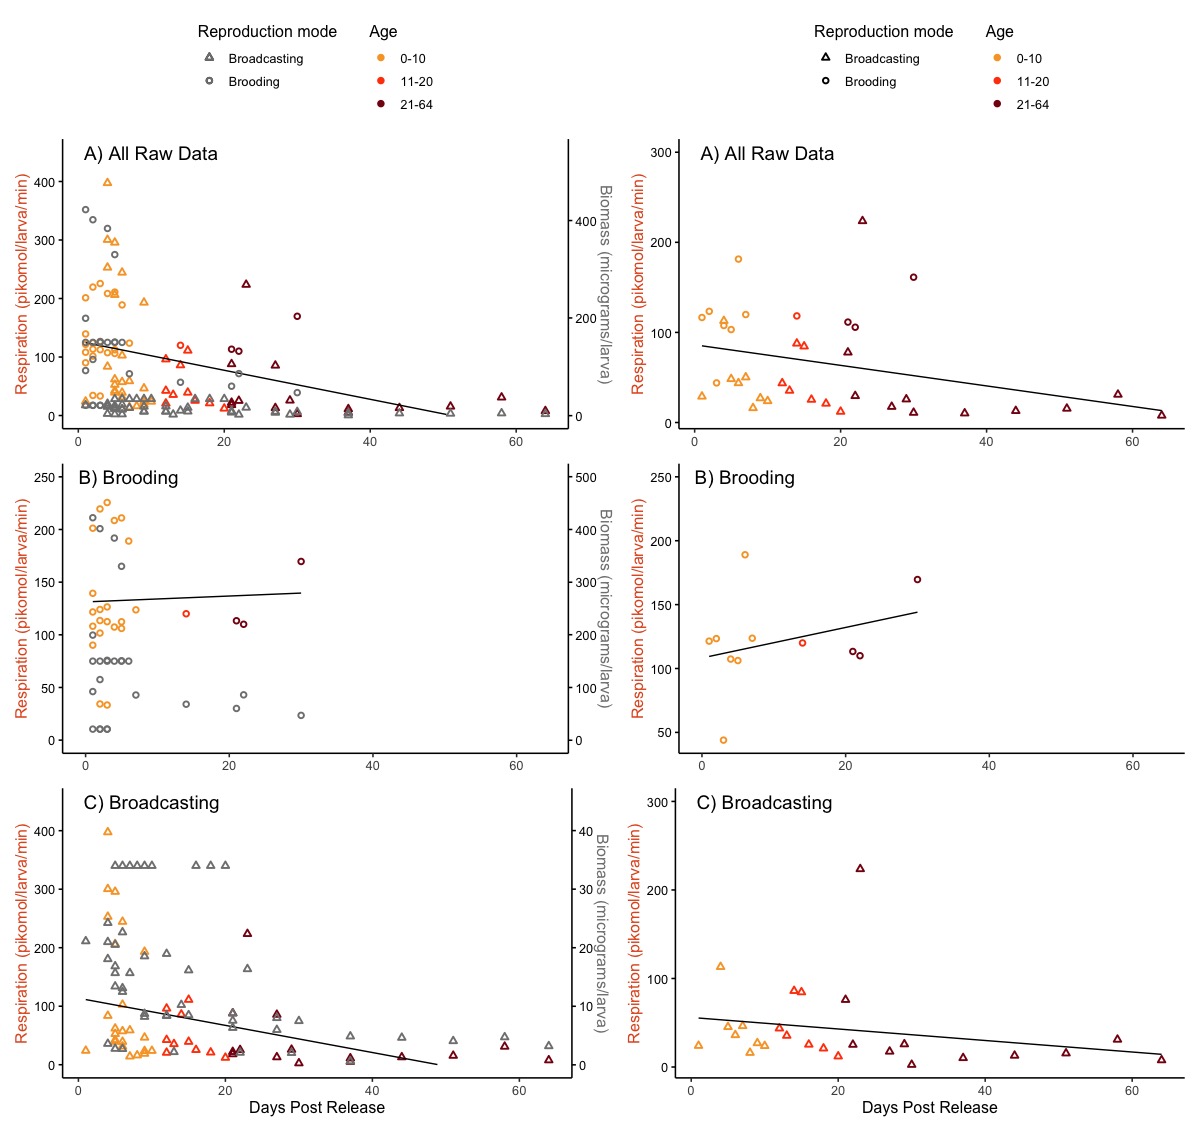 Reproduction mode Age
Broadcasting 0-10
Brooding 11-20
21-64
Reproduction mode Age
Broadcasting 0-10
Brooding 11-20
21-64
A) All Raw Data
Respiration (pikomol/larva/min)
400
300
200
100
0
Biomass (micrograms/larva)
400
200
0
0 20 40 60
A) All Raw Data
Respiration (pikomol/larva/min)
300
200
100
0
0 20 40 60
B) Brooding
Respiration (pikomol/larva/min)
250
200
150
100
50
0
Biomass (micrograms/larva)
500
400
300
200
100
0
0 20 40 60
B) Brooding
Respiration (pikomol/larva/min)
250
200
150
100
50
0 20 40 60
C) Broadcasting
Respiration (pikomol/larva/min)
400
300
200
100
0
Biomass (micrograms/larva)
40
30
20
10
0
0 20 40 60
Days Post Release
C) Broadcasting
Respiration (pikomol/larva/min)
300
200
100
0
0 20 40 60
Days Post Release